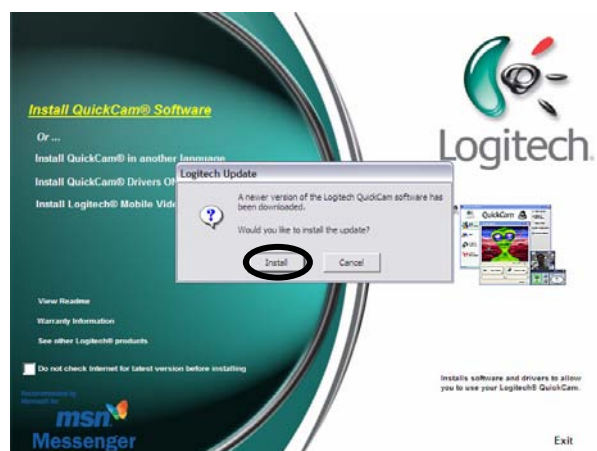 Install QuickCam® Software
Or ...
Install QuickCam® in another language
Install QuickCam® Drivers
Install Logitech® Mobile
Logitech Update
A newer version of the Logitech QuickCam software has
been downloaded.
Would you like to install the update?
Install
Cancel
Logitech
QuickCam
View Readme
Warranty Information
See other Logitech® products
Do not check Internet for latest version before installing
Installs software and drivers to allow
you to use your Logitech® QuickCam.
Recommended by
msn
Messenger
Exit